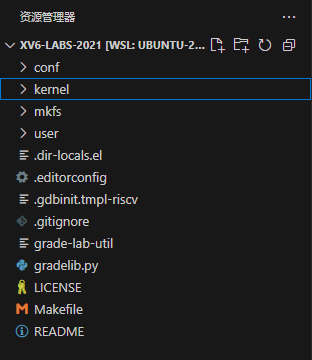 资源管理器
XV6-LABS-2021 [WSL: UBUNTU-2...
conf
kernel
mkfs
user
.dir-locals.el
.editorconfig
.gdbinit.tmpl-riscv
.gitignore
grade-lab-util
gradelib.py
LICENSE
Makefile
README